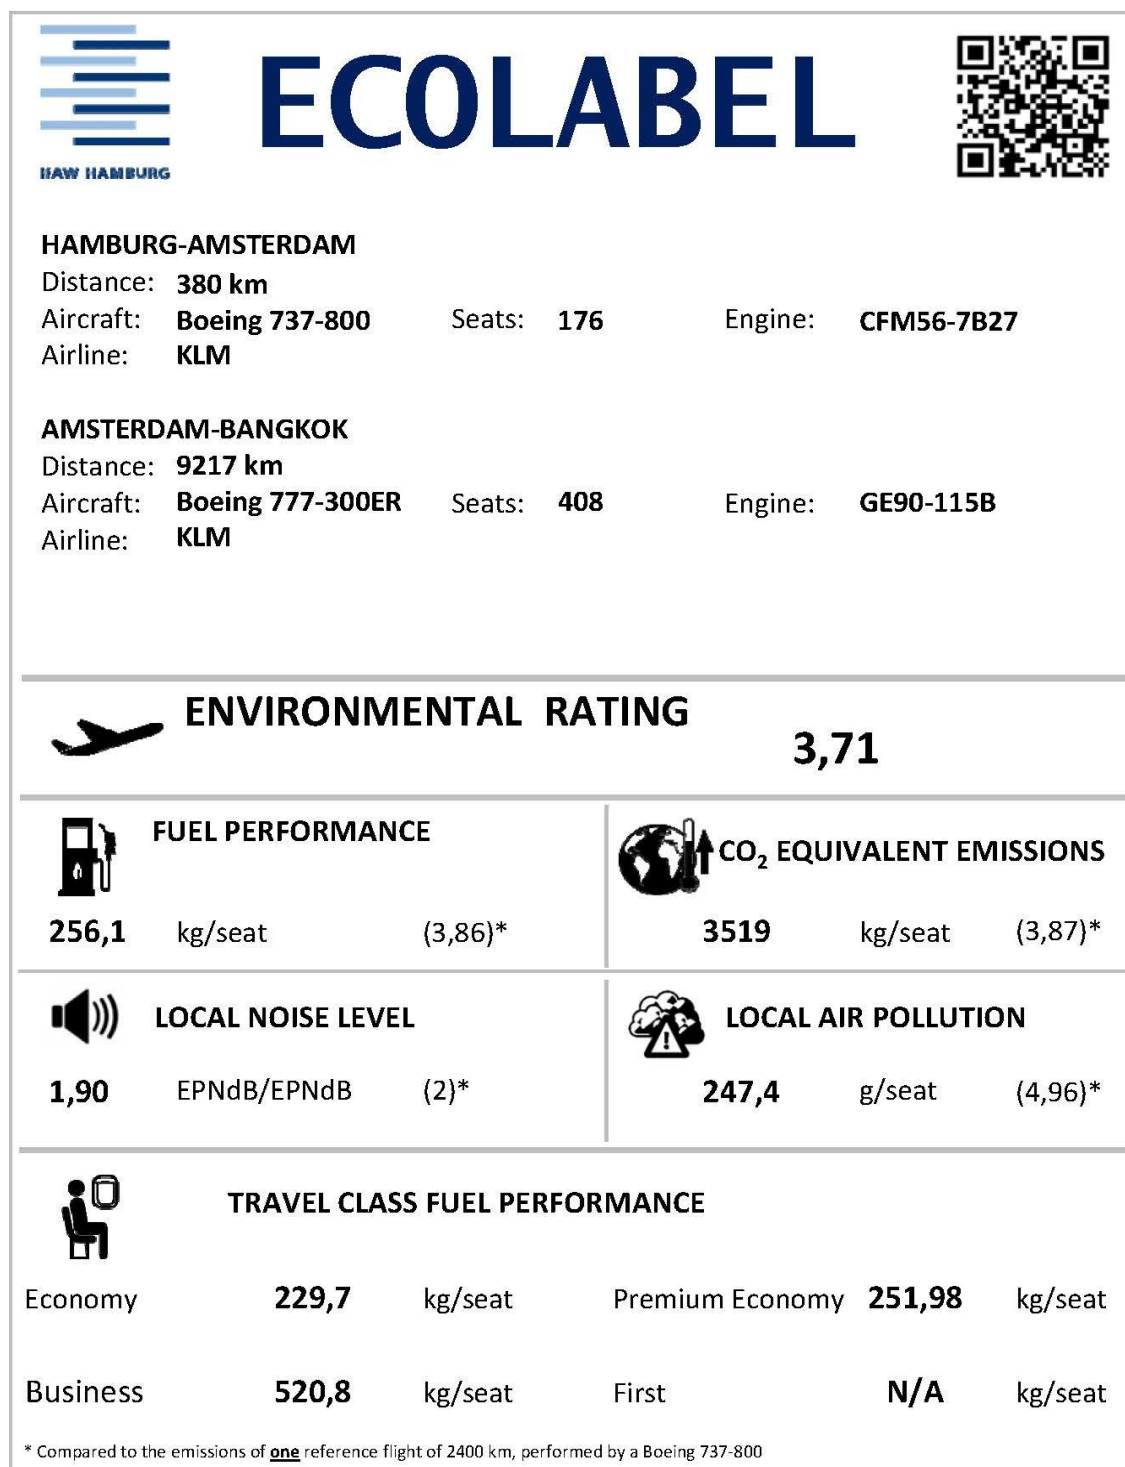 HAW HAMBURG
ECOLABEL
HAMBURG-AMSTERDAM
Distance: 380 km
Aircraft: Boeing 737-800 Seats: 176 Engine: CFM56-7B27
Airline: KLM
AMSTERDAM-BANGKOK
Distance: 9217 km
Aircraft: Boeing 777-300ER Seats: 408 Engine: GE90-115B
Airline: KLM
ENVIRONMENTAL RATING
3,71
FUEL PERFORMANCE
256,1 kg/seat (3,86)*
CO₂ EQUIVALENT EMISSIONS
3519 kg/seat (3,87)*
LOCAL NOISE LEVEL
1,90 EPNdB/EPNdB (2)*
LOCAL AIR POLLUTION
247,4 g/seat (4,96)*
TRAVEL CLASS FUEL PERFORMANCE
Economy 229,7 kg/seat Premium Economy 251,98 kg/seat
Business 520,8 kg/seat First N/A kg/seat
* Compared to the emissions of one reference flight of 2400 km, performed by a Boeing 737-800